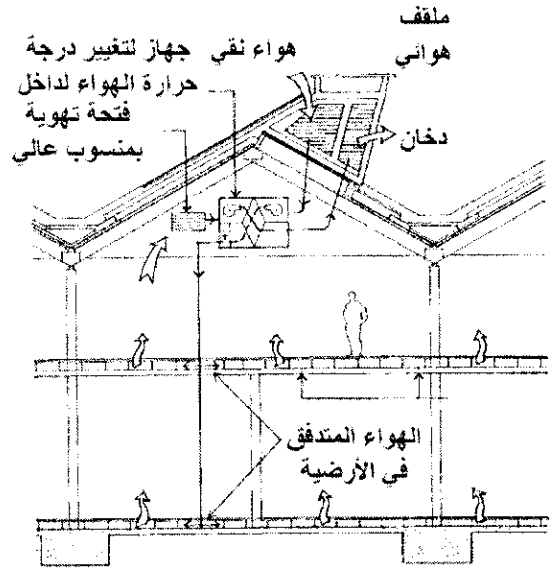 ملقف
هوائي
هواء نقي
جهاز لتغيير درجة
حرارة الهواء لداخل
فتحة تهوية
بمنسوب عالي
دخان
الهواء المتدفق
في الأرضية